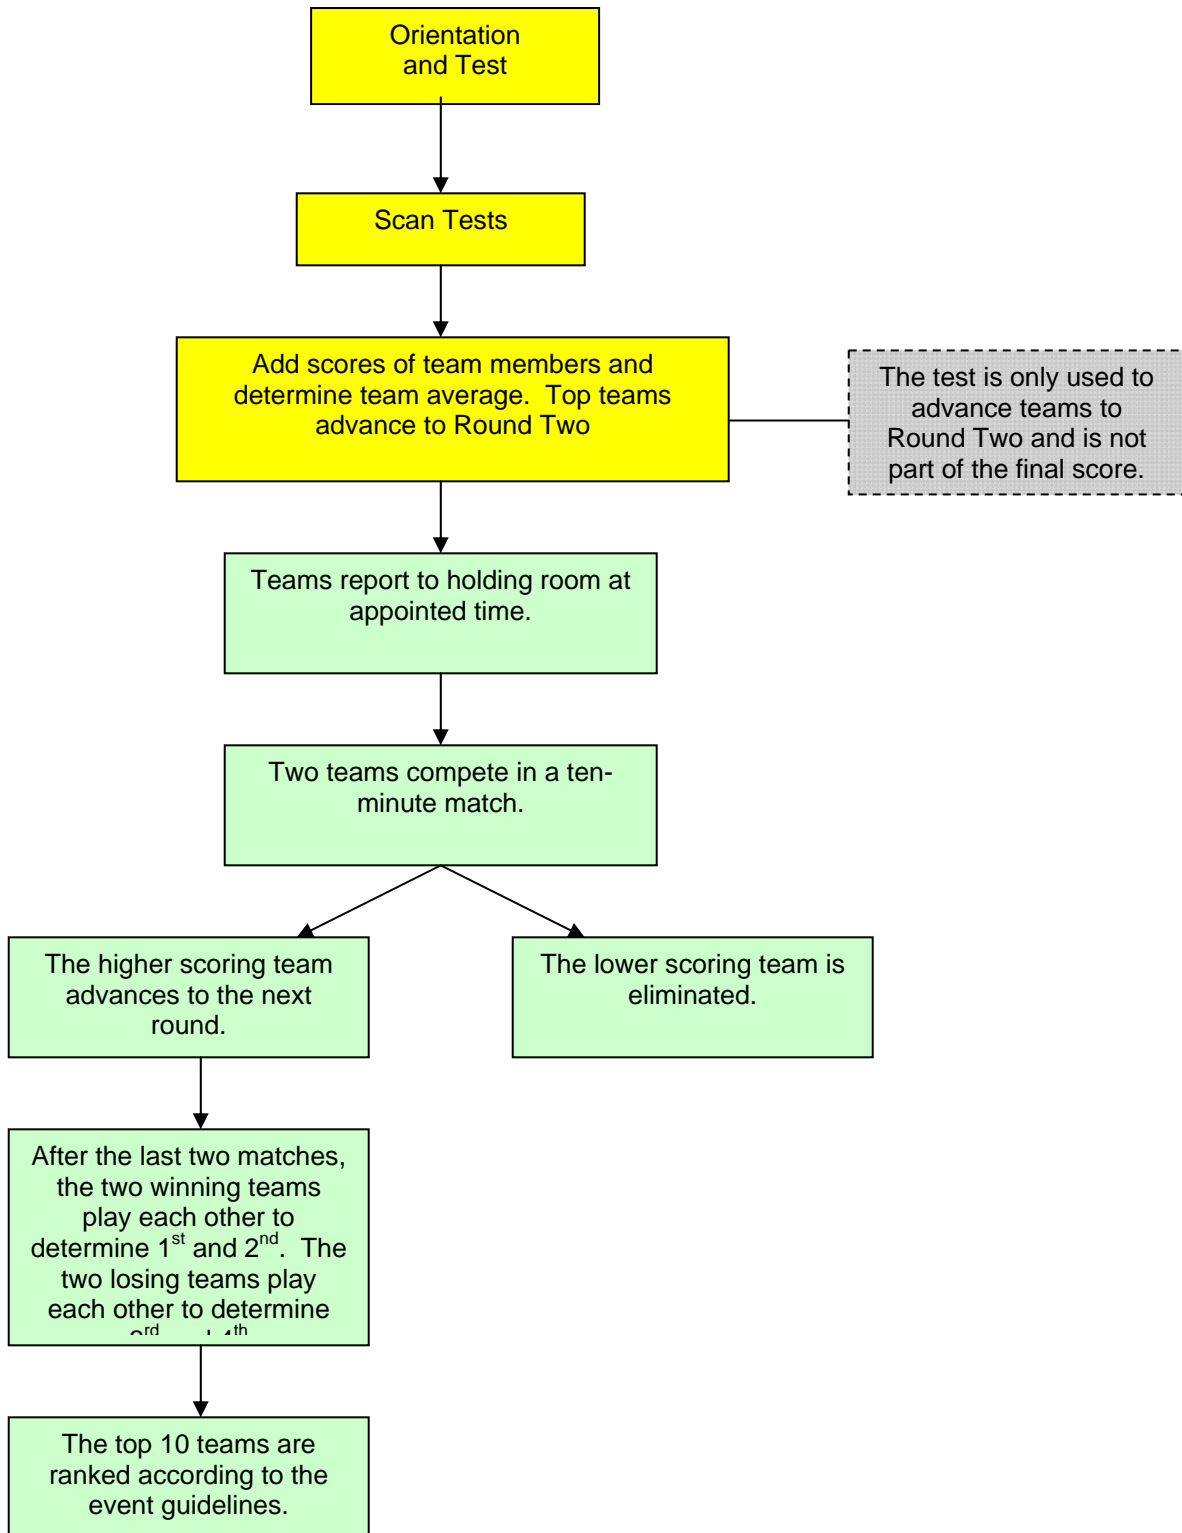 Orientation
and Test
Scan Tests
Add scores of team members and
determine team average.  Top teams
advance to Round Two
The test is only used to
advance teams to
Round Two and is not
part of the final score.
Teams report to holding room at
appointed time.
Two teams compete in a ten-
minute match.
The higher scoring team
advances to the next
round.
The lower scoring team is
eliminated.
After the last two matches,
the two winning teams
play each other to
determine 1st and 2nd.  The
two losing teams play
each other to determine
The top 10 teams are
ranked according to the
event guidelines.